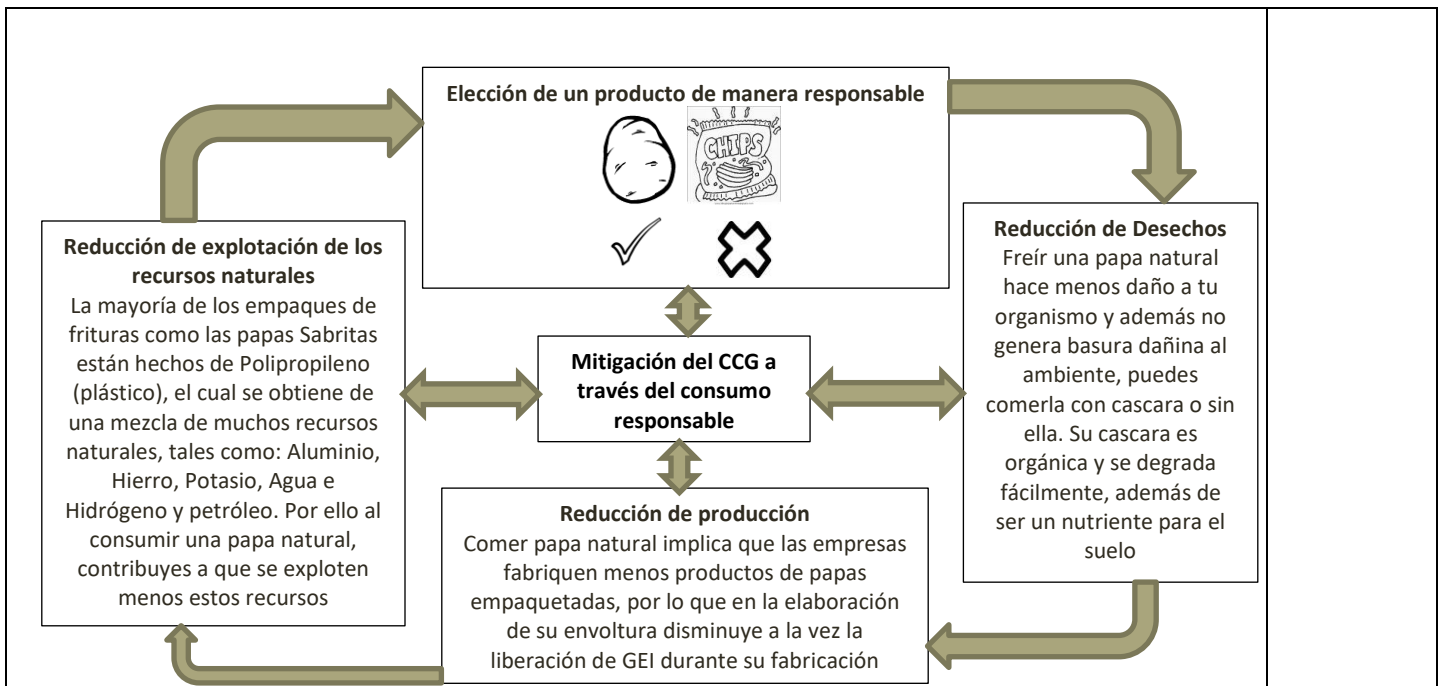 Elección de un producto de manera responsable
CHIPS
Reducción de Desechos
Freír una papa natural
hace menos daño a tu
organismo y además no
genera basura dañina al
ambiente, puedes
comerla con cascara o sin
ella. Su cascara es
orgánica y se degrada
fácilmente, además de
ser un nutriente para el
suelo
Reducción de producción
Comer papa natural implica que las empresas
fabriquen menos productos de papas
empaquetadas, por lo que en la elaboración
de su envoltura disminuye a la vez la
liberación de GEI durante su fabricación
Reducción de explotación de los
recursos naturales
La mayoría de los empaques de
frituras como las papas Sabritas
están hechos de Polipropileno
(plástico), el cual se obtiene de
una mezcla de muchos recursos
naturales, tales como: Aluminio,
Hierro, Potasio, Agua e
Hidrógeno y petróleo. Por ello al
consumir una papa natural,
contribuyes a que se exploten
menos estos recursos
Mitigación del CCG a
través del consumo
responsable